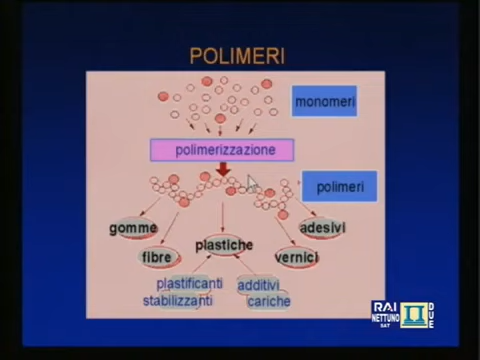 POLIMERI
monomeri
polimerizzazione
polimeri
gomme
adesivi
plastiche
fibre
vernici
plastificanti
additivi
stabilizzanti
cariche
RAI
NETTUNO
SAT
DUE